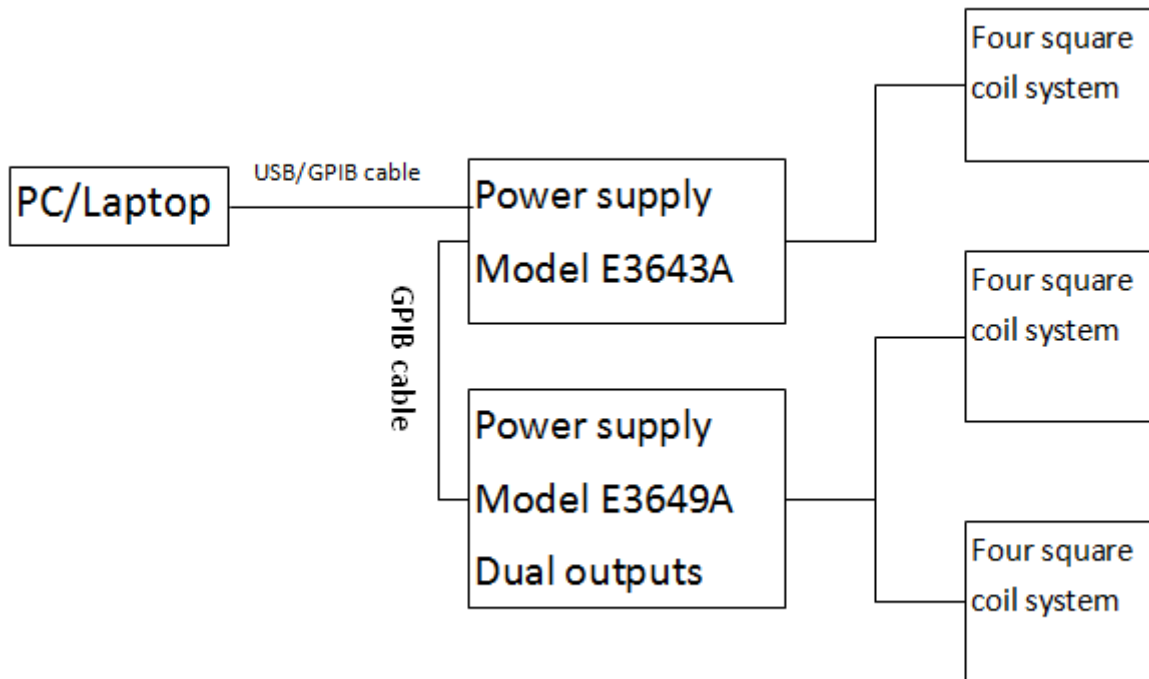 PC/Laptop
USB/GPIB cable
Power supply
Model E3643A
GPIB cable
Power supply
Model E3649A
Dual outputs
Four square
coil system
Four square
coil system
Four square
coil system